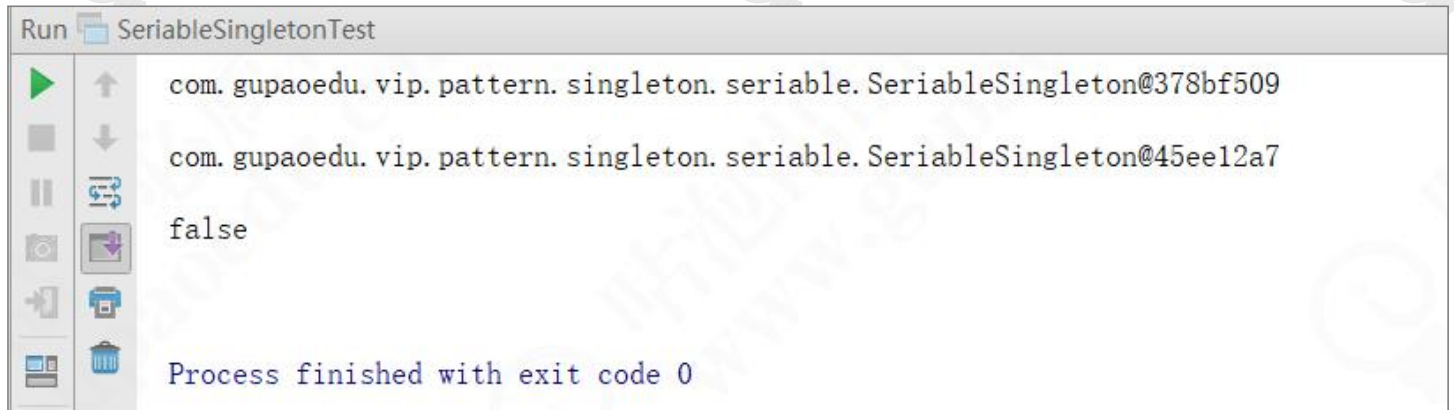 Run SeriableSingletonTest
com.gupaoedu.vip.pattern.singleton.seriable.SeriableSingleton@378bf509
com.gupaoedu.vip.pattern.singleton.seriable.SeriableSingleton@45ee12a7
false
Process finished with exit code 0